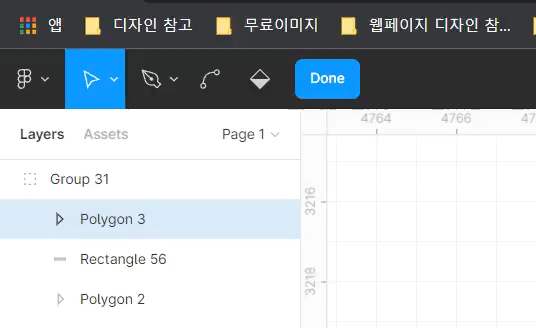 앱 디자인 참고 무료이미지 웹페이지 디자인 참...
Done
Layers Assets Page 1
4764 4766
Group 31
Polygon 3
3216
Rectangle 56
3218
Polygon 2